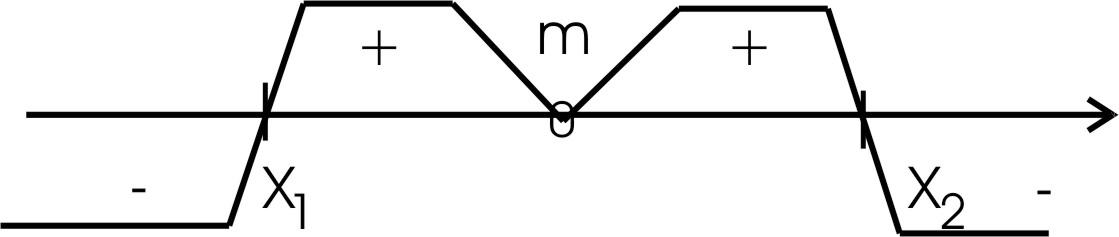 + m +
- X1 X2 -